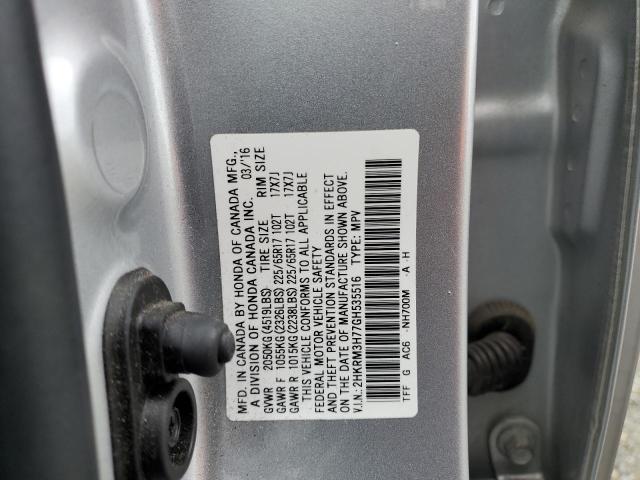 MFD. IN CANADA BY HONDA OF CANADA MFG.,
A DIVISION OF HONDA CANADA INC. 03/16
GVWR 2050KG(4519LBS) TIRE SIZE RIM SIZE
GAWR F 1055KG(2326LBS) 225/65R17 102T 17X7J
GAWR R 1015KG(2238LBS) 225/65R17 102T 17X7J
THIS VEHICLE CONFORMS TO ALL APPLICABLE
FEDERAL MOTOR VEHICLE SAFETY
AND THEFT PREVENTION STANDARDS IN EFFECT
ON THE DATE OF MANUFACTURE SHOWN ABOVE.
V.I.N.: 2HKRM3H77GH535516 TYPE: MPV
TFF G AC6 -NH700M -A -H